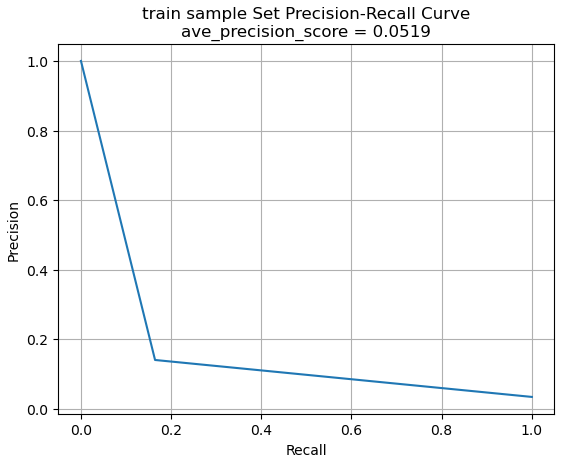 train sample Set Precision-Recall Curve
ave_precision_score = 0.0519
1.0
0.8
0.6
0.4
0.2
0.0
Precision
0.0 0.2 0.4 0.6 0.8 1.0
Recall